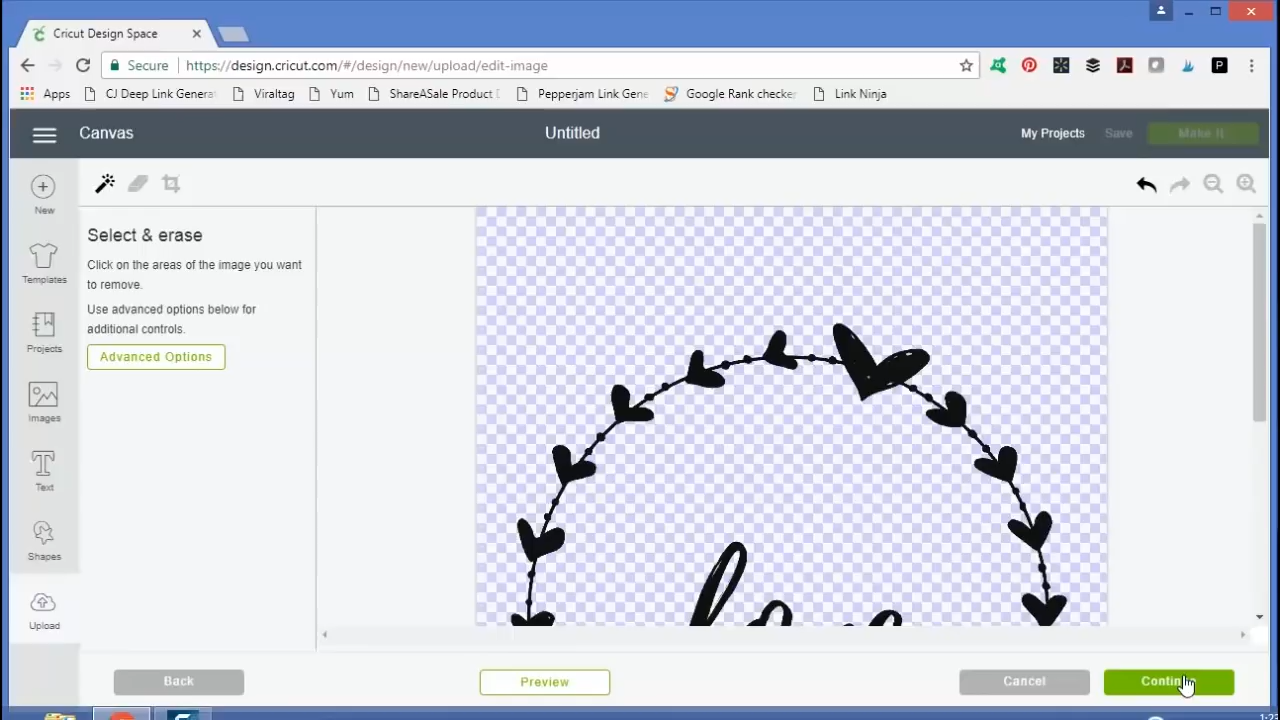 Cricut Design Space
Secure https://design.cricut.com/#/design/new/upload/edit-image
Apps CJ Deep Link Genera Viraltag Yum ShareASale Product Pepperjam Link Gene Google Rank checker Link Ninja
Canvas Untitled My Projects Save Make It
New
Templates
Projects
Images
Text
Shapes
Upload
Select & erase
Click on the areas of the image you want
to remove.
Use advanced options below for
additional controls.
Advanced Options
Back Preview Cancel